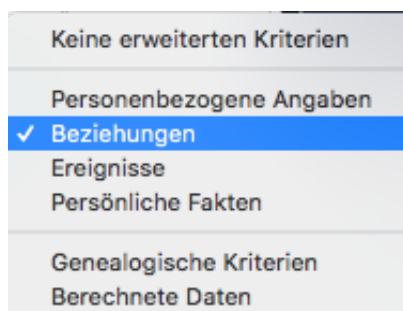 Keine erweiterten Kriterien
Personenbezogene Angaben
✓ Beziehungen
Ereignisse
Persönliche Fakten
Genealogische Kriterien
Berechnete Daten